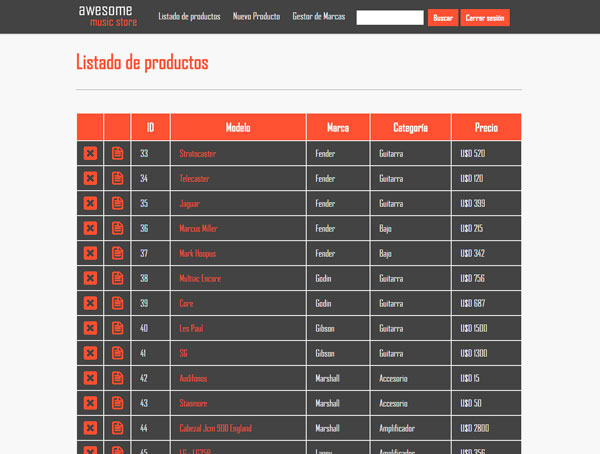 awesome
music store
Listado de productos Nuevo Producto Gestor de Marcas Buscar Cerrar sesión
Listado de productos
ID Modelo Marca Categoría Precio
33 Stratocaster Fender Guitarra U$D 520
34 Telecaster Fender Guitarra U$D 120
35 Jaguar Fender Guitarra U$D 399
36 Marcus Miller Fender Bajo U$D 215
37 Mark Hoopus Fender Bajo U$D 342
38 Multiac Encore Godin Guitarra U$D 756
39 Core Godin Guitarra U$D 687
40 Les Paul Gibson Guitarra U$D 1500
41 SG Gibson Guitarra U$D 1300
42 Audifonos Marshall Accesorio U$D 15
43 Stanmore Marshall Accesorio U$D 50
44 Cabezal Jcm 900 England Marshall Amplificador U$D 2800
45 Laney Amplificador U$D 356